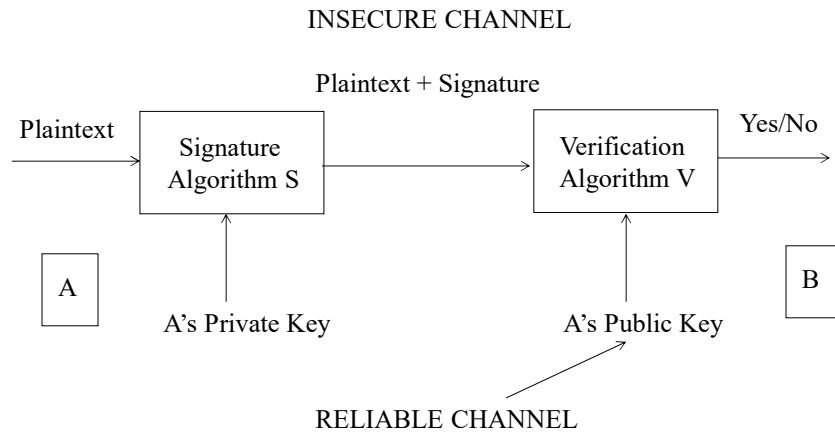 INSECURE CHANNEL
Plaintext + Signature
Plaintext
Signature
Algorithm S
Verification
Algorithm V
Yes/No
A
B
A's Private Key
A's Public Key
RELIABLE CHANNEL